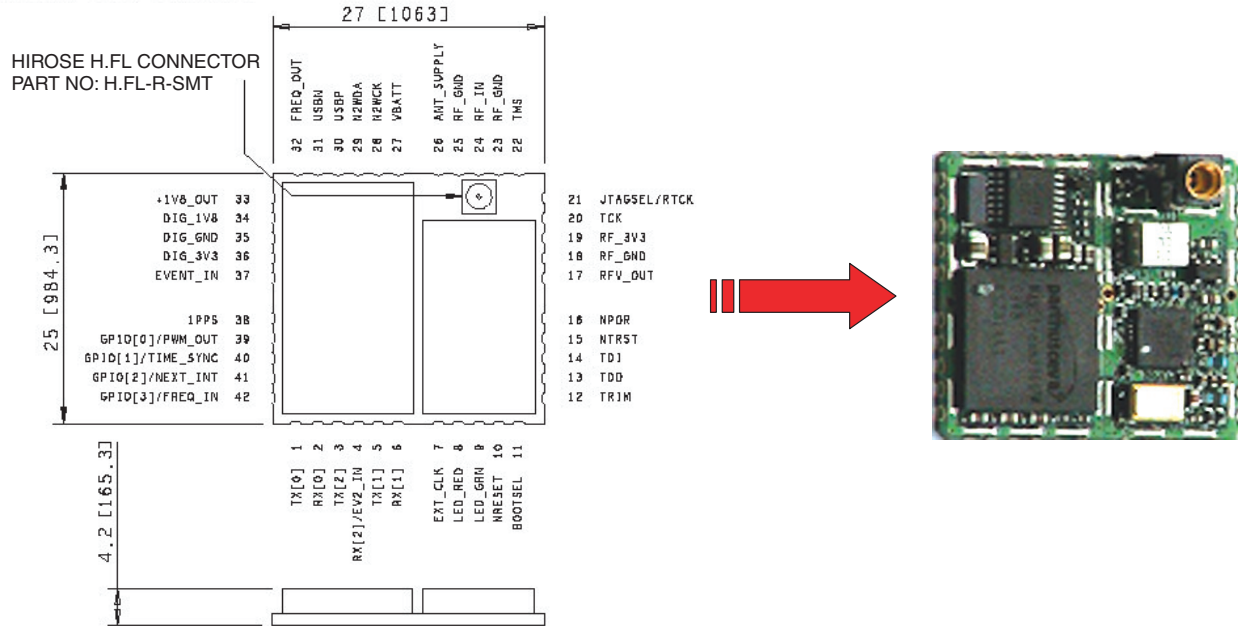 27 [1063]
HIROSE H.FL CONNECTOR
PART NO: H.FL-R-SMT
32 FREQ_OUT
31 USBN
30 USBP
29 N2WDA
28 N2WCK
27 VBATT
26 ANT_SUPPLY
25 RF_GND
24 RF_IN
23 RF_GND
22 TMS
+1V8_OUT 33
DIG_1V8 34
DIG_GND 35
DIG_3V3 36
EVENT_IN 37
1PPS 38
GPIO[0]/PWM_OUT 39
GPIO[1]/TIME_SYNC 40
GPIO[2]/NEXT_INT 41
GPIO[3]/FREQ_IN 42
25 [984.3]
21 JTAGSEL/RTCK
20 TCK
19 RF_3V3
18 RF_GND
17 RFV_OUT
16 NPOR
15 NTRST
14 TDI
13 TDO
12 TRIM
TX[0] 1
RX[0] 2
TX[2] 3
RX[2]/EV2_IN 4
TX[1] 5
RX[1] 6
EXT_CLK 7
LED_RED 8
LED_GRN 9
NRESET 10
BOOTSEL 11
4.2 [165.3]